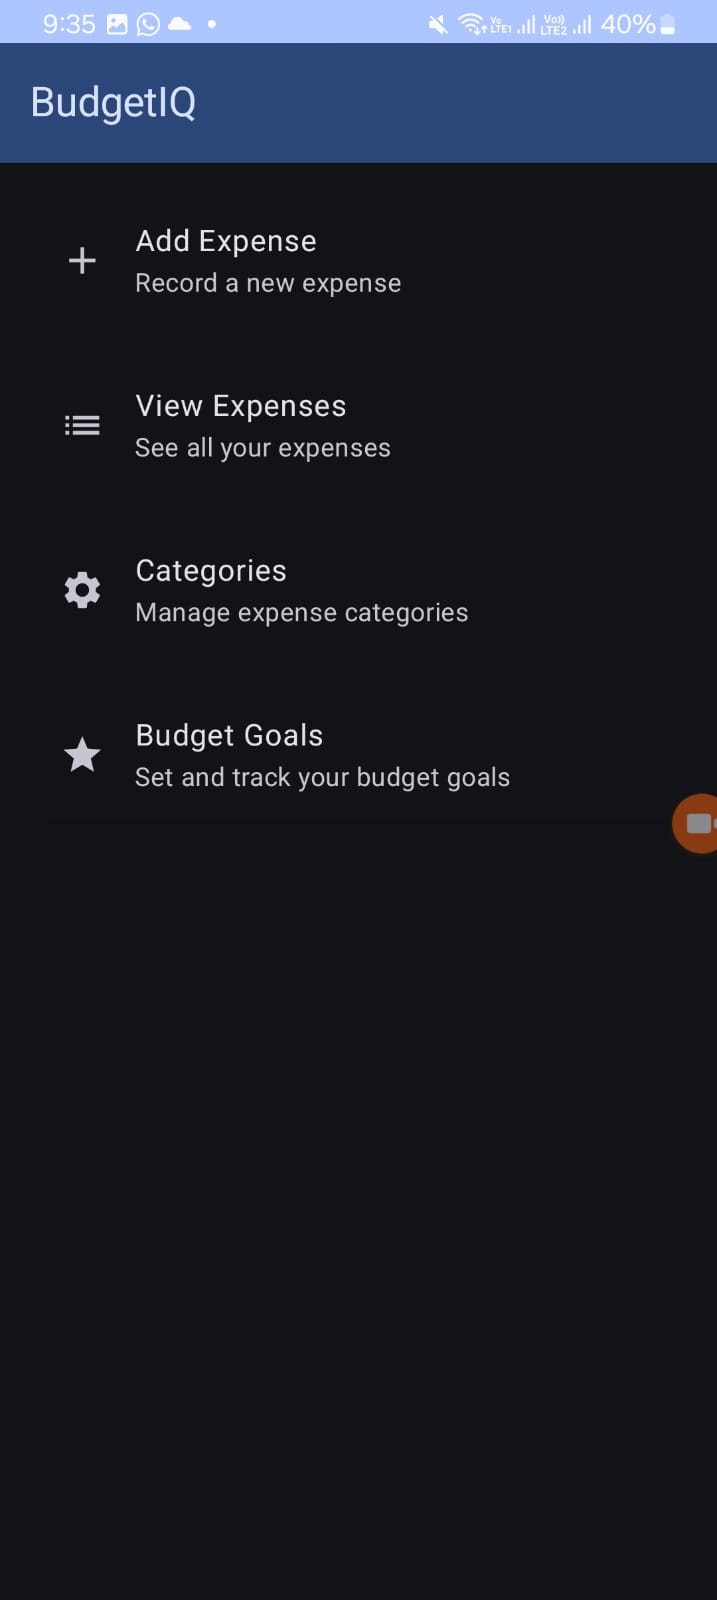 9:35 Vo LTE1 Vo) LTE2 40%
BudgetIQ
Add Expense
Record a new expense
View Expenses
See all your expenses
Categories
Manage expense categories
Budget Goals
Set and track your budget goals